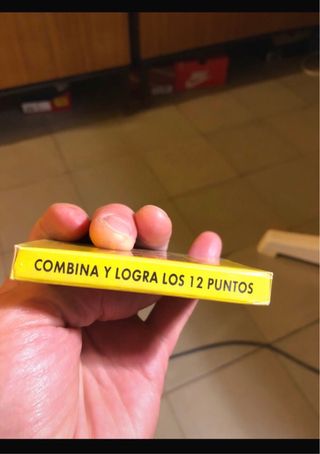 COMBINA Y LOGRA LOS 12 PUNTOS